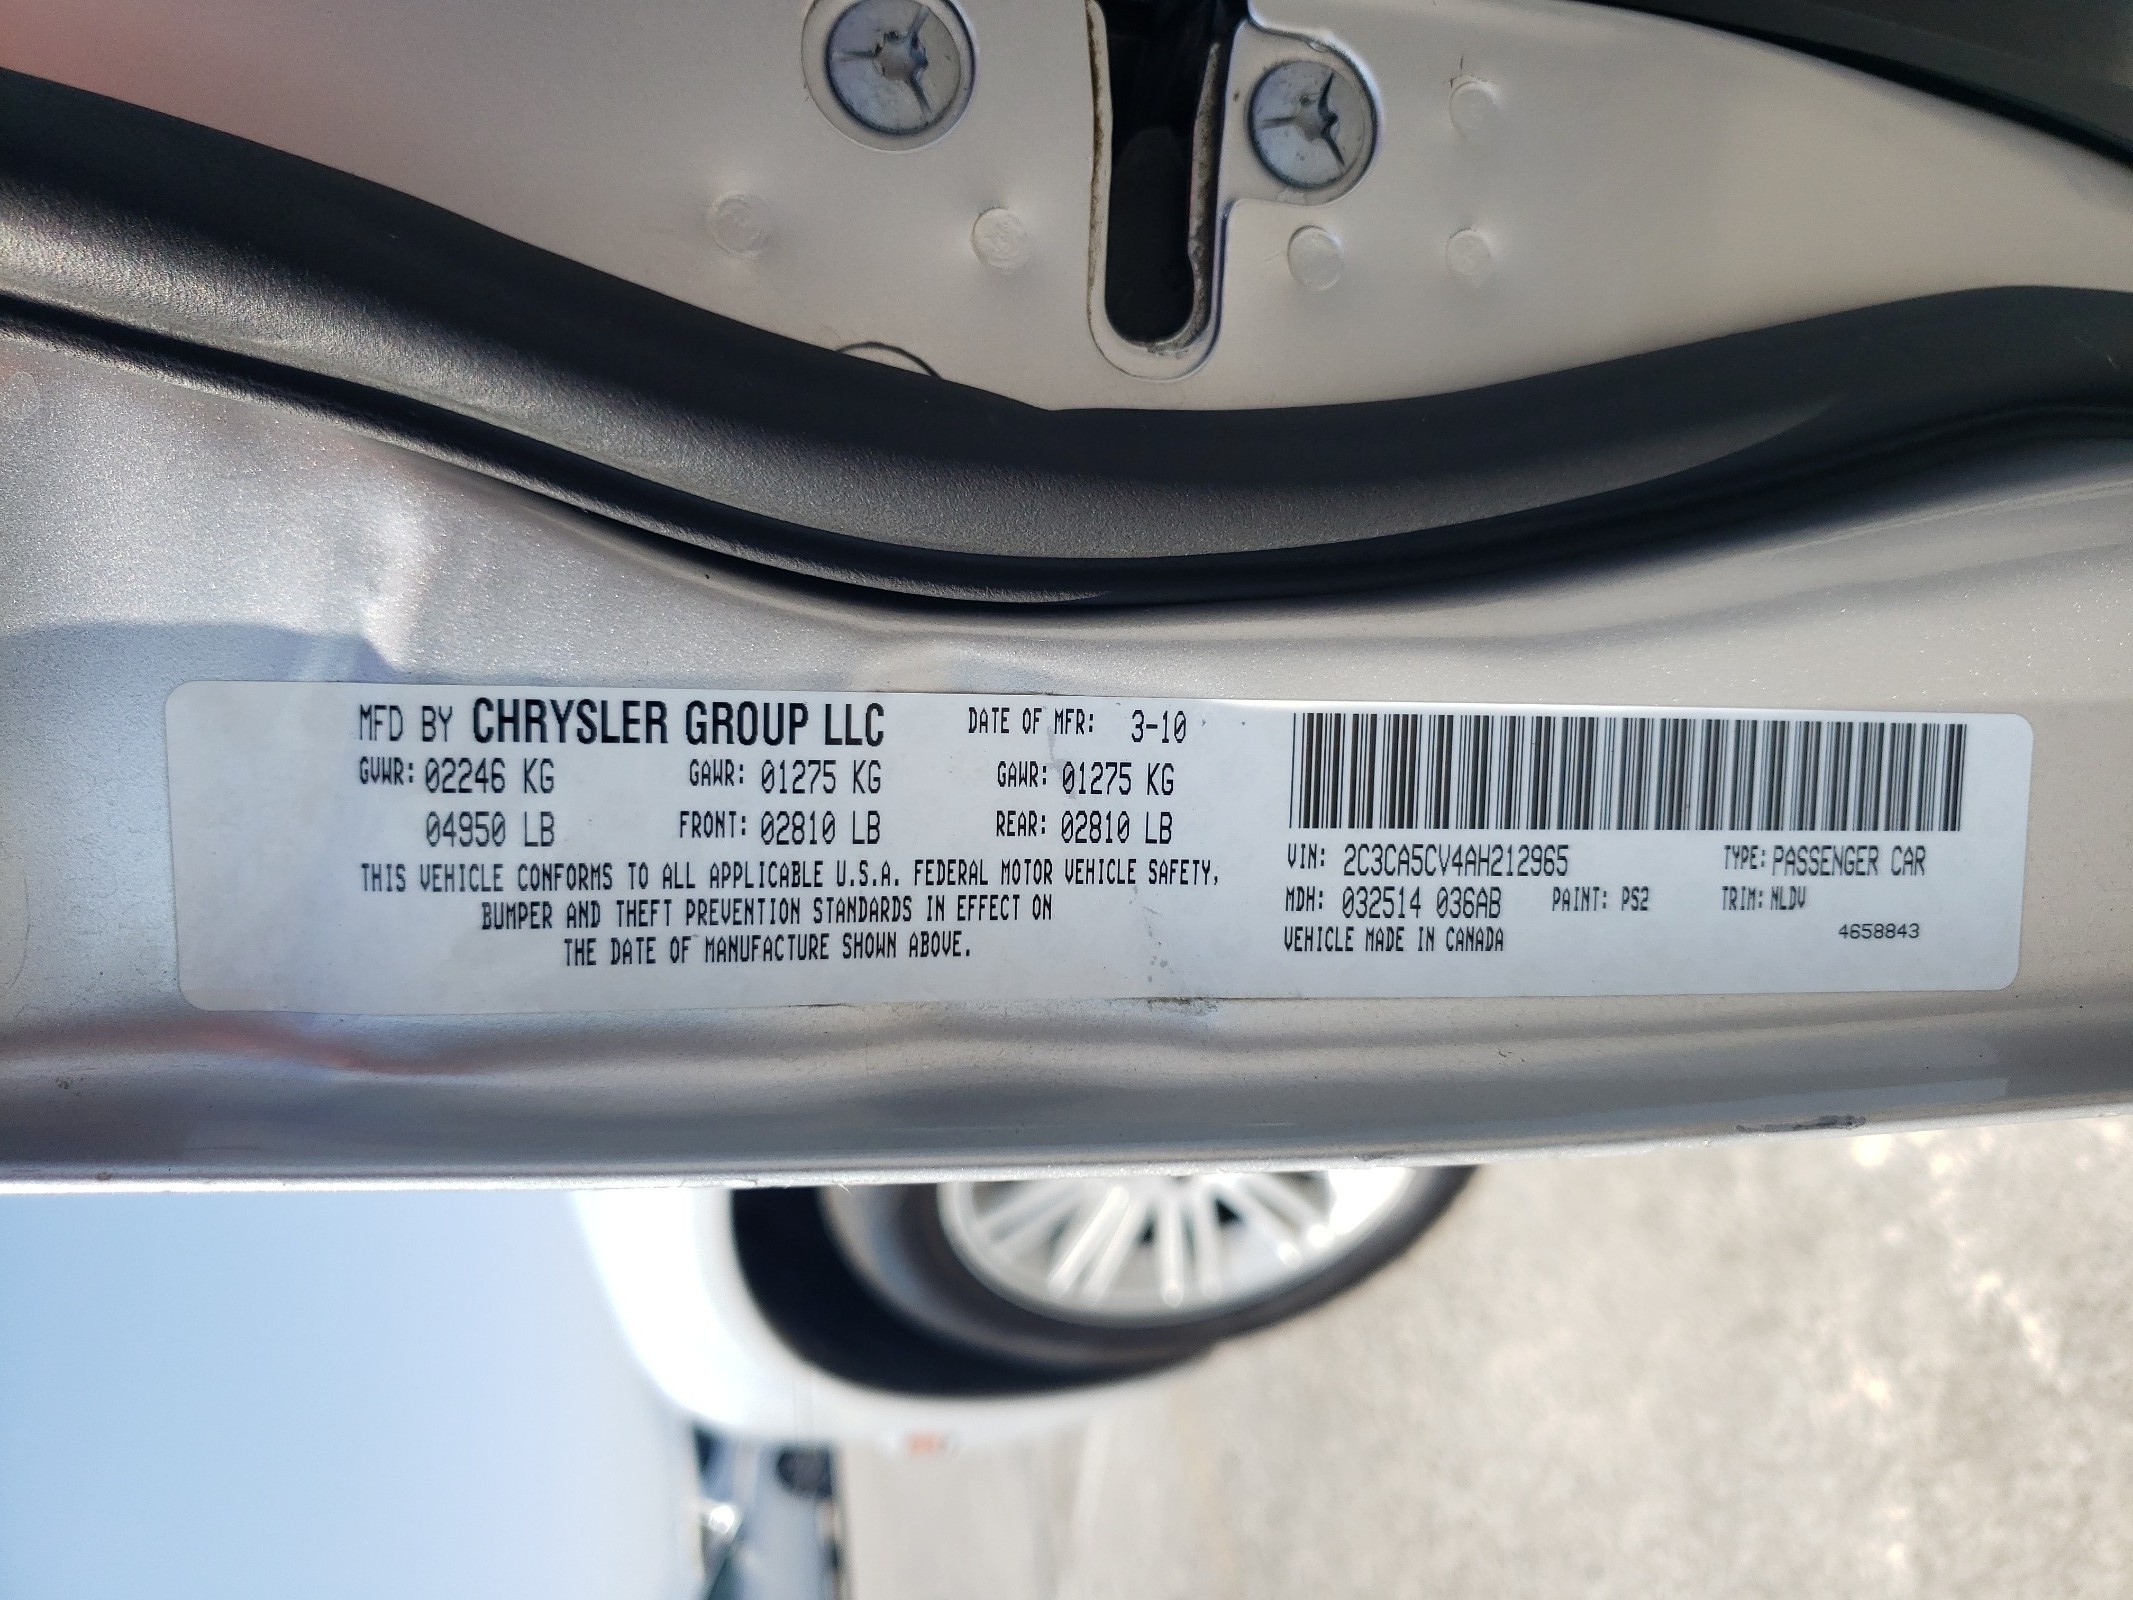 MFD BY CHRYSLER GROUP LLC DATE OF MFR: 3-10
GVWR: 02246 KG GAWR: 01275 KG GAWR: 01275 KG
04950 LB FRONT: 02810 LB REAR: 02810 LB
THIS VEHICLE CONFORMS TO ALL APPLICABLE U.S.A. FEDERAL MOTOR VEHICLE SAFETY,
BUMPER AND THEFT PREVENTION STANDARDS IN EFFECT ON
THE DATE OF MANUFACTURE SHOWN ABOVE.
VIN: 2C3CA5CV4AH212965 TYPE: PASSENGER CAR
MDH: 032514 036AB PAINT: PS2 TRIM: NLDV
VEHICLE MADE IN CANADA 4658843